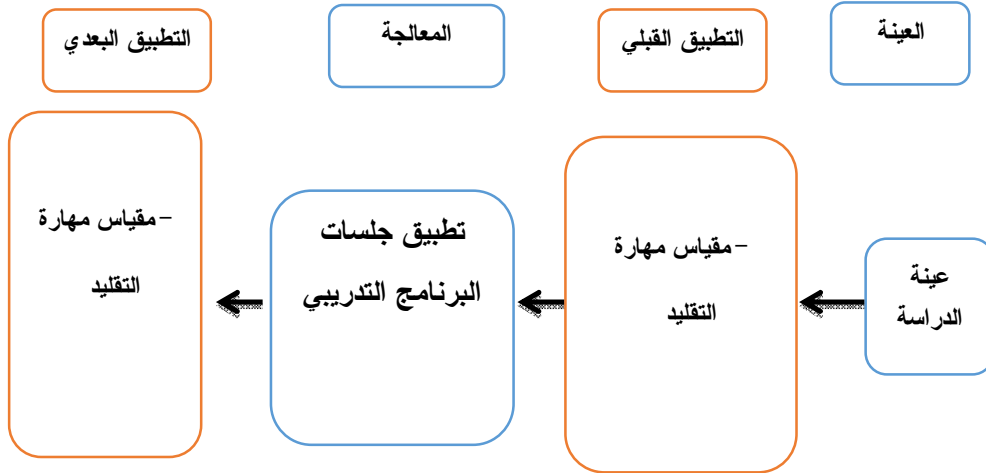 العينة
التطبيق القبلي
المعالجة
التطبيق البعدي
عينة
الدراسة
-مقياس مهارة
التقليد
تطبيق جلسات
البرنامج التدريبي
-مقياس مهارة
التقليد